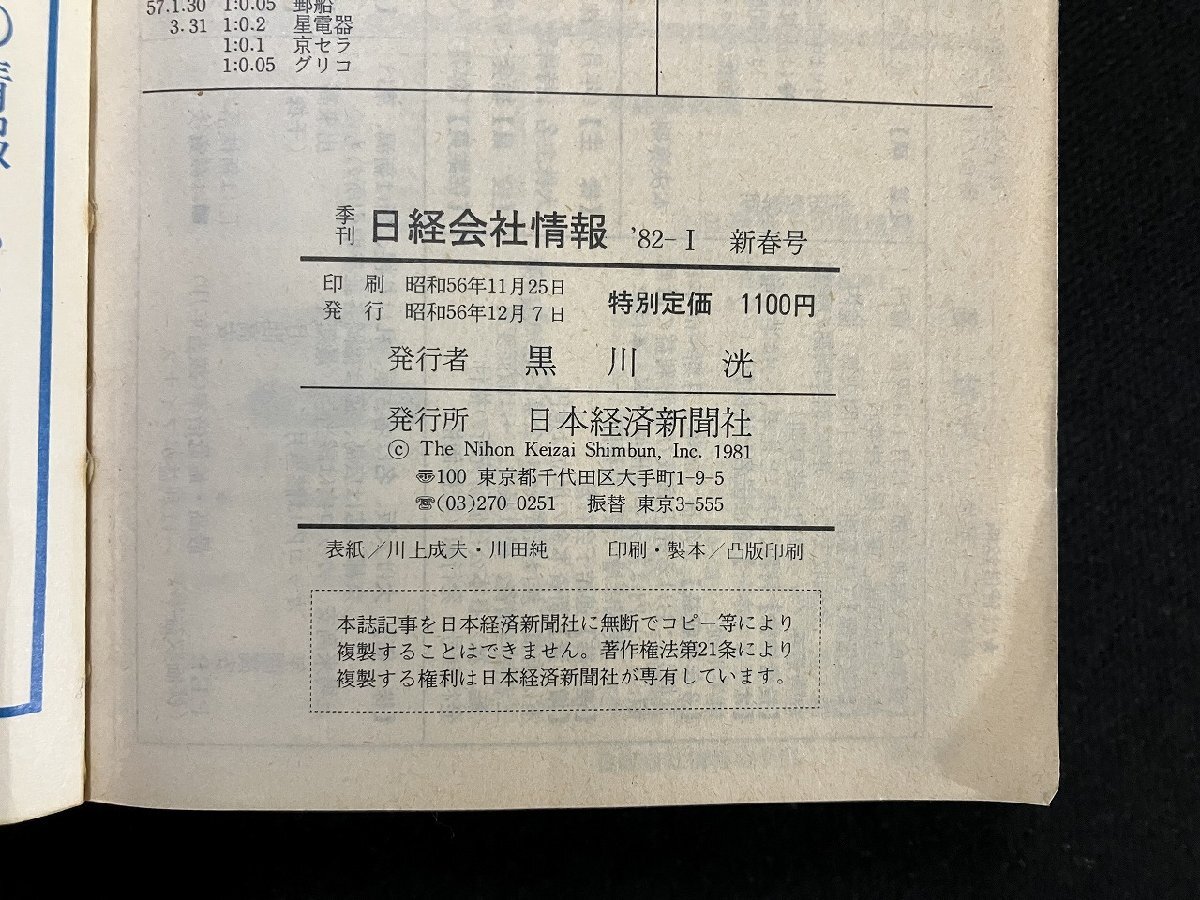 57.1.30 1:0.05 郵船
3.31 1:0.2 星電器
1:0.1 京セラ
1:0.05 グリコ
季刊 日経会社情報 '82-I 新春号
印刷 昭和56年11月25日
発行 昭和56年12月7日
特別定価 1100円
発行者 黒川 洸
発行所 日本経済新聞社
© The Nihon Keizai Shimbun, Inc. 1981
〠100 東京都千代田区大手町1-9-5
☎(03)270-0251 振替 東京3-555
表紙/川上成夫・川田純 印刷・製本/凸版印刷
本誌記事を日本経済新聞社に無断でコピー等により
複製することはできません。著作権法第21条により
複製する権利は日本経済新聞社が専有しています。